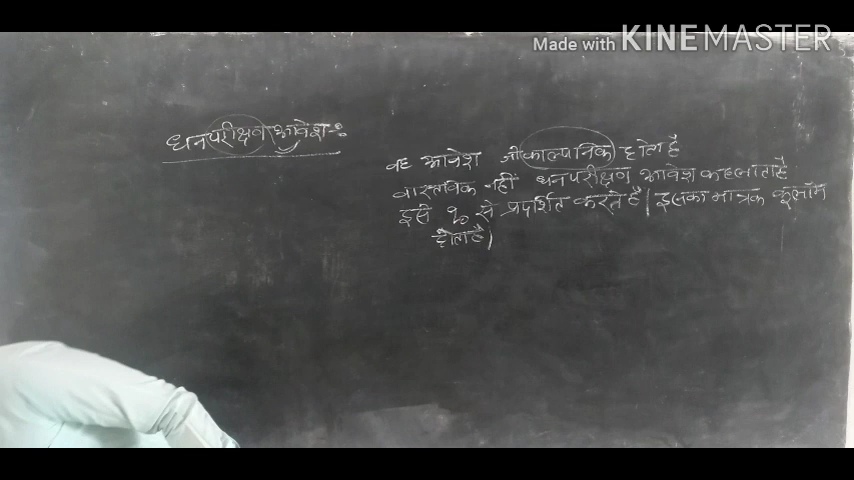 Made with KINEMASTER
धनपरीक्षण आवेश-:
वह आवेश जो काल्पनिक होता है
वास्तविक नहीं धनपरीक्षण आवेश कहलाता है
इसे q₀ से प्रदर्शित करते है| इसका मात्रक कूलॉम
होता है|